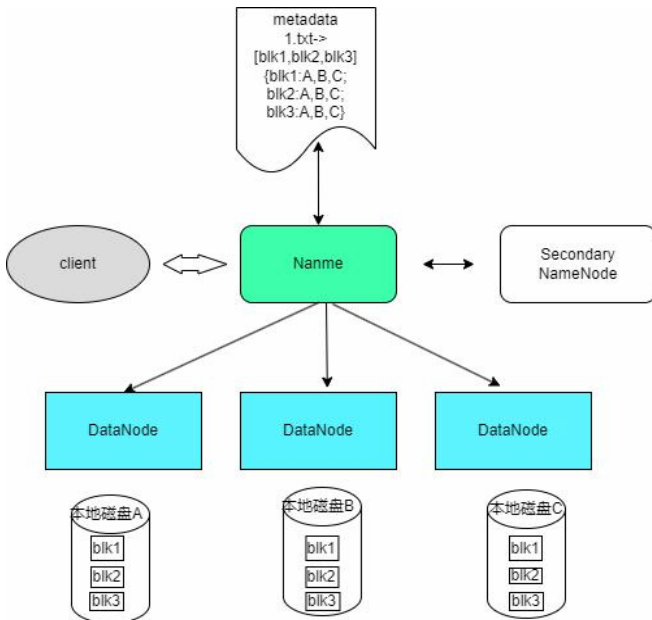 metadata
1.txt->
[blk1,blk2,blk3]
{blk1:A,B,C;
blk2:A,B,C;
blk3:A,B,C}
client
Nanme
Secondary
NameNode
DataNode
DataNode
DataNode
本地磁盘A
本地磁盘B
本地磁盘C
blk1
blk1
blk1
blk2
blk2
blk2
blk3
blk3
blk3